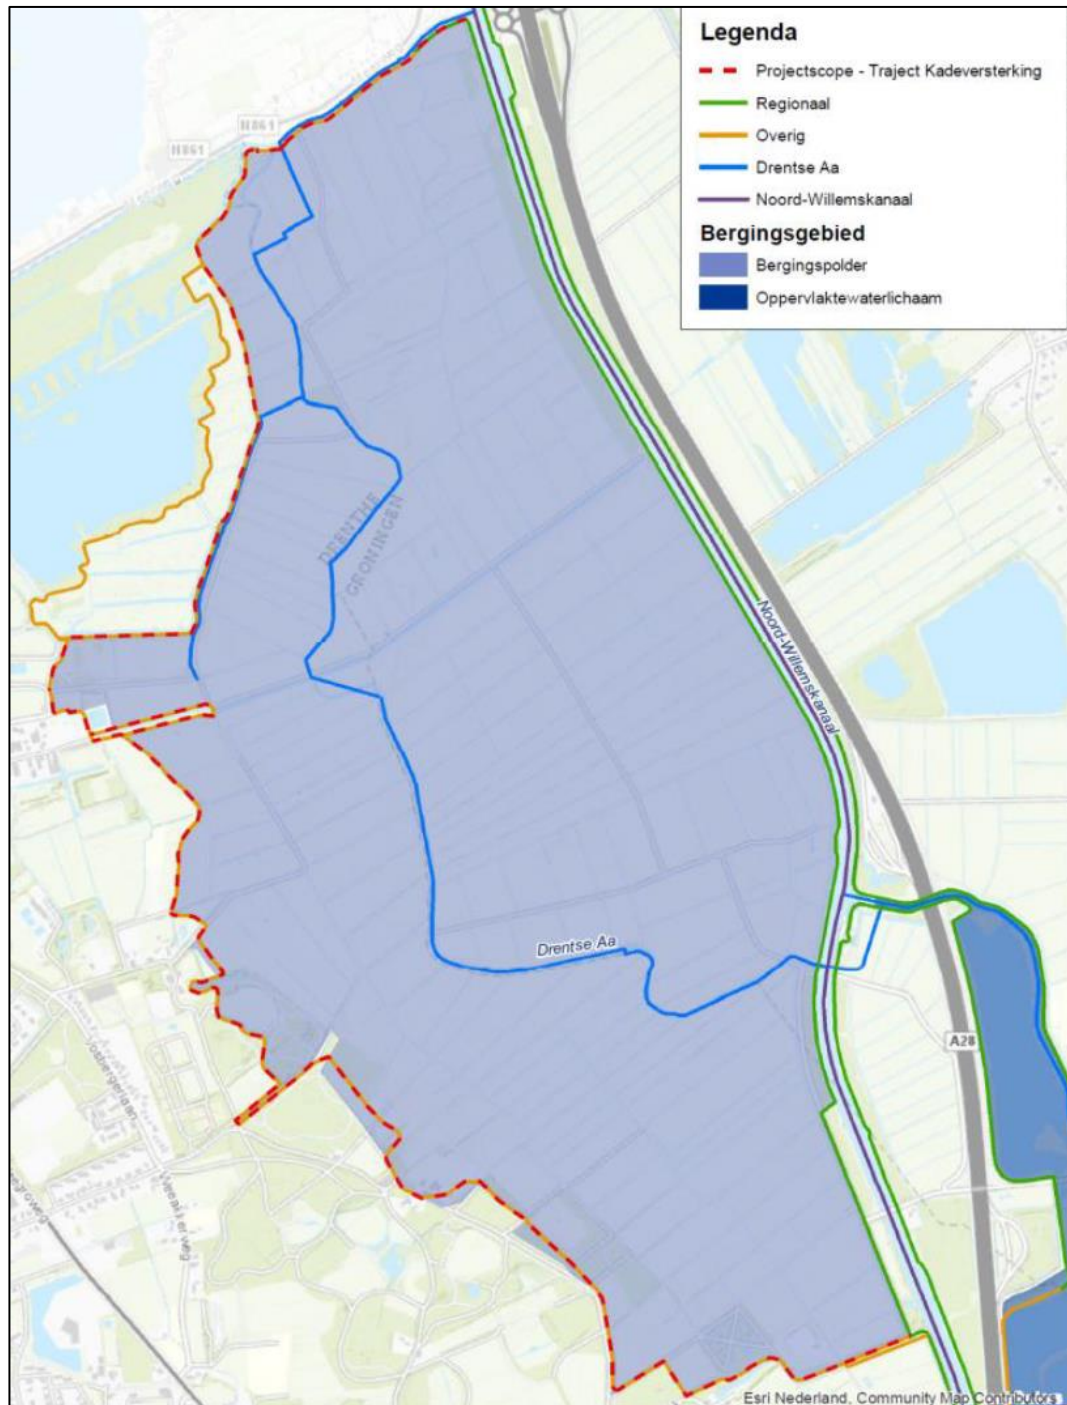 Legenda
Projectscope - Traject Kadeversterking
Regionaal
Overig
Drentse Aa
Noord-Willemskanaal
Bergingsgebied
Bergingspolder
Oppervlaktewaterlichaam
N861
N861
DRENTHE
GRONINGEN
Noord-Willemskanaal
Drentse Aa
A28
Esri Nederland, Community Map Contributors